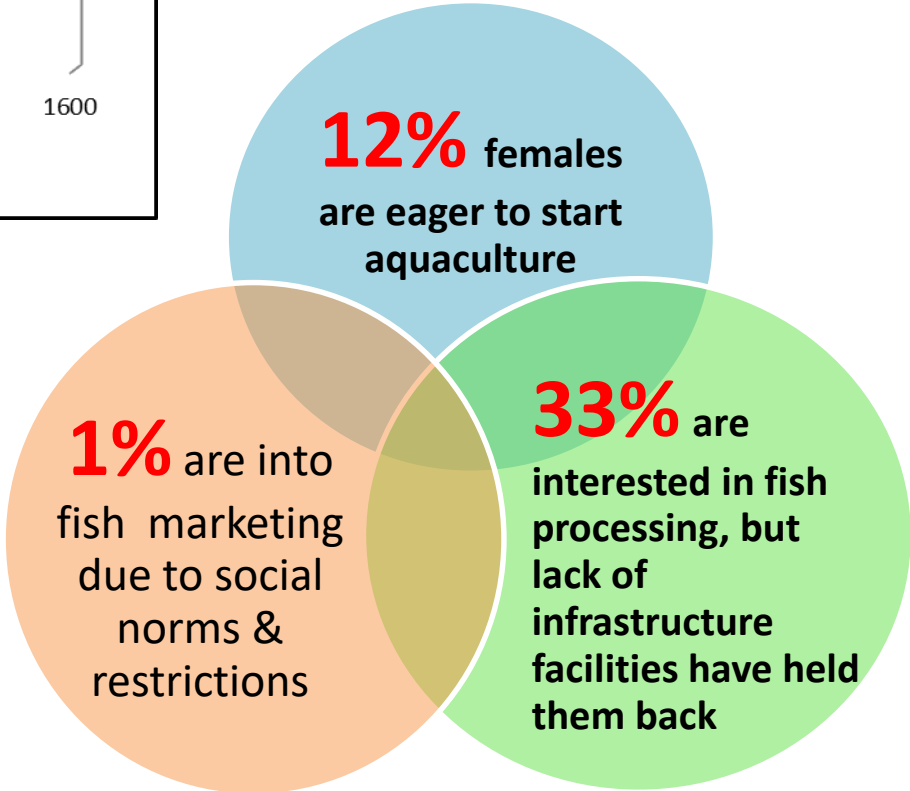 1600
12% females
are eager to start
aquaculture
1% are into
fish marketing
due to social
norms &
restrictions
33% are
interested in fish
processing, but
lack of
infrastructure
facilities have held
them back